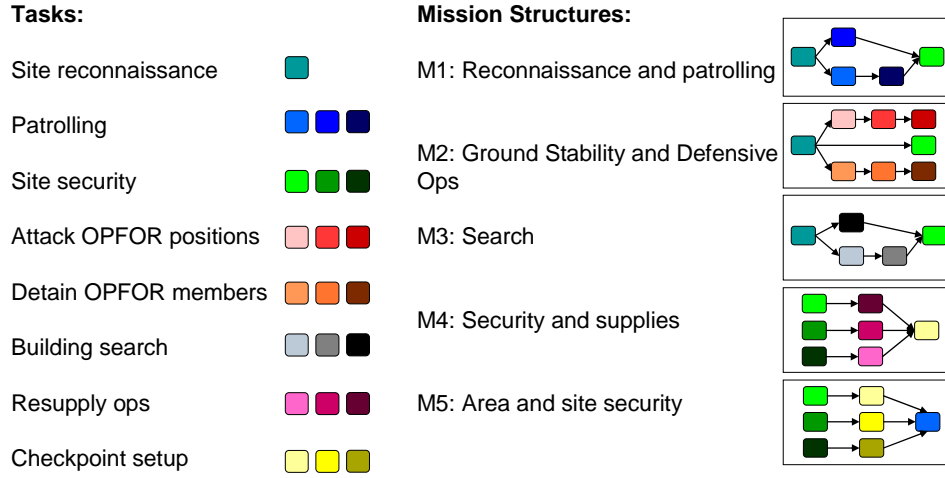 Tasks:
Site reconnaissance
Patrolling
Site security
Attack OPFOR positions
Detain OPFOR members
Building search
Resupply ops
Checkpoint setup
Mission Structures:
M1: Reconnaissance and patrolling
M2: Ground Stability and Defensive
Ops
M3: Search
M4: Security and supplies
M5: Area and site security